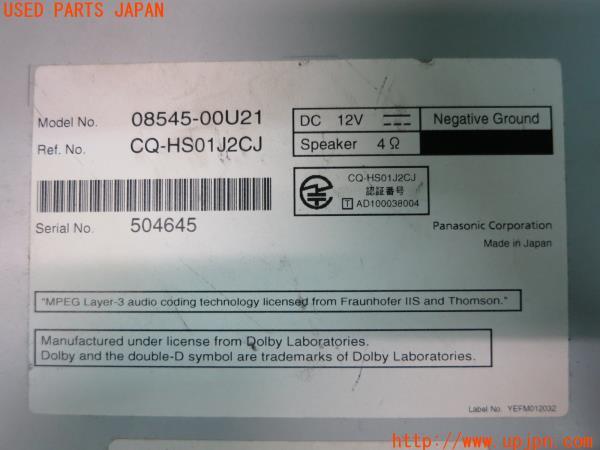 USED PARTS JAPAN
Model No. 08545-00U21
Ref. No. CQ-HS01J2CJ
DC 12V
Negative Ground
Speaker 4 Ω
CQ-HS01J2CJ
認証番号
T AD100038004
Serial No. 504645
Panasonic Corporation
Made in Japan
"MPEG Layer-3 audio coding technology licensed from Fraunhofer IIS and Thomson."
Manufactured under license from Dolby Laboratories.
Dolby and the double-D symbol are trademarks of Dolby Laboratories.
Label No. YEFM012032
http://www.upjpn.com/